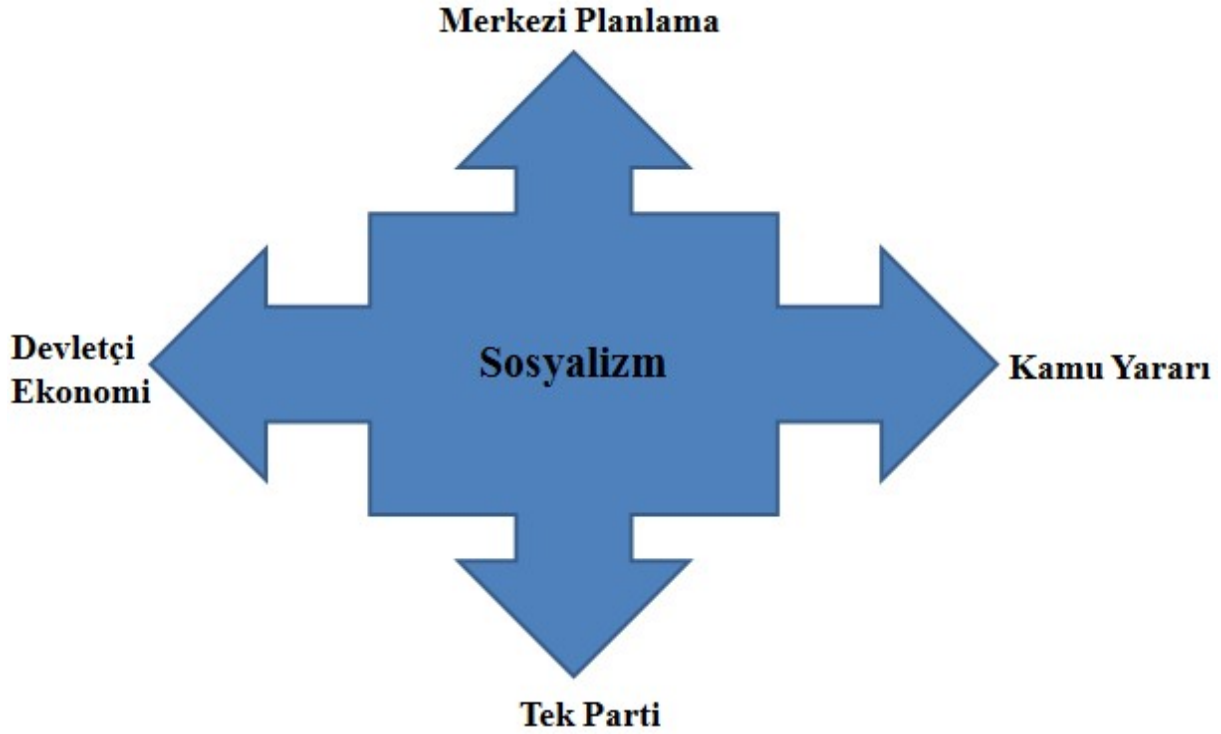 Merkezi Planlama
Devletçi
Ekonomi
Sosyalizm
Kamu Yararı
Tek Parti